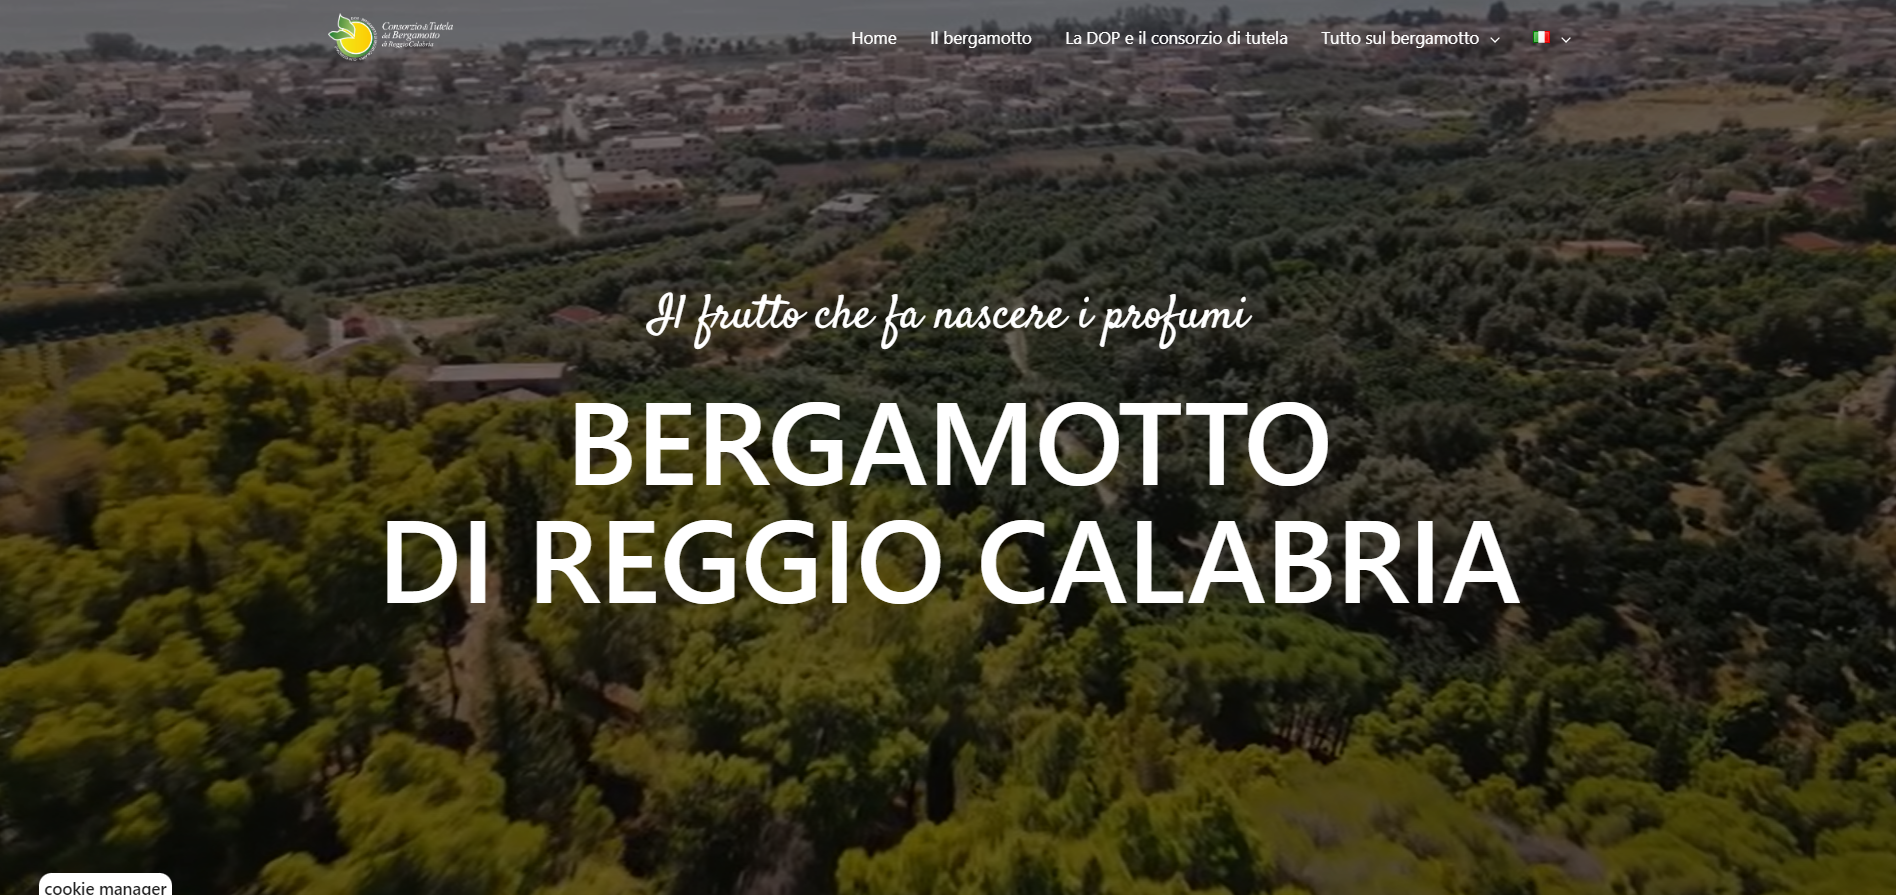 Consorzio di Tutela
del Bergamotto
di Reggio Calabria
Home
Il bergamotto
La DOP e il consorzio di tutela
Tutto sul bergamotto
Il frutto che fa nascere i profumi
BERGAMOTTO
DI REGGIO CALABRIA
cookie manager